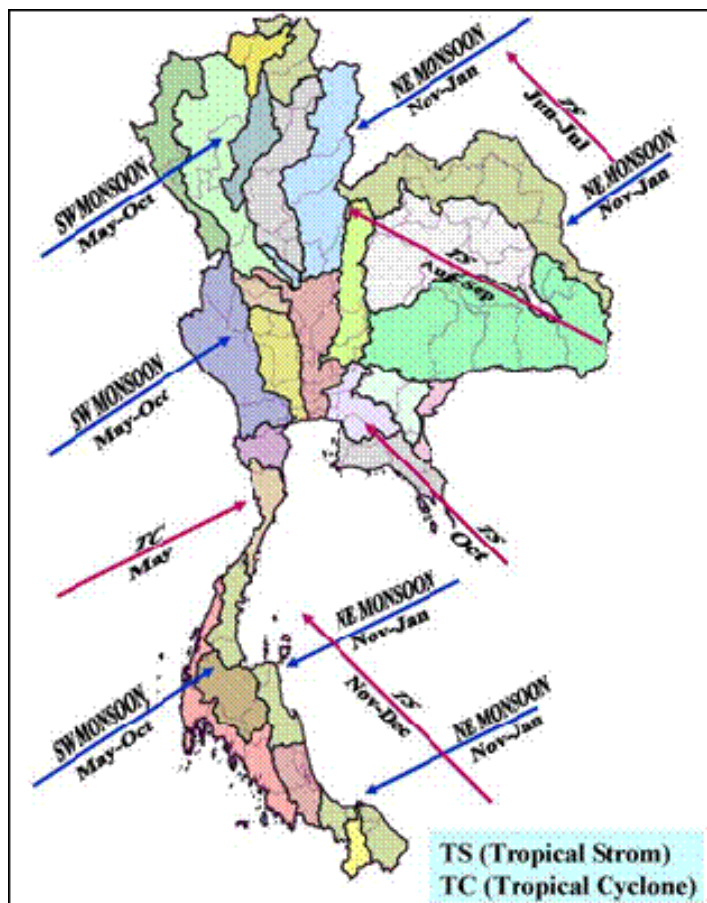 NE MONSOON
Nov-Jan
TS
Jun-Jul
NE MONSOON
Nov-Jan
SW MONSOON
May-Oct
TS
Aug-Sep
SW MONSOON
May-Oct
TS
Oct
TC
May
NE MONSOON
Nov-Jan
SW MONSOON
May-Oct
TS
Nov-Dec
NE MONSOON
Nov-Jan
TS (Tropical Strom)
TC (Tropical Cyclone)